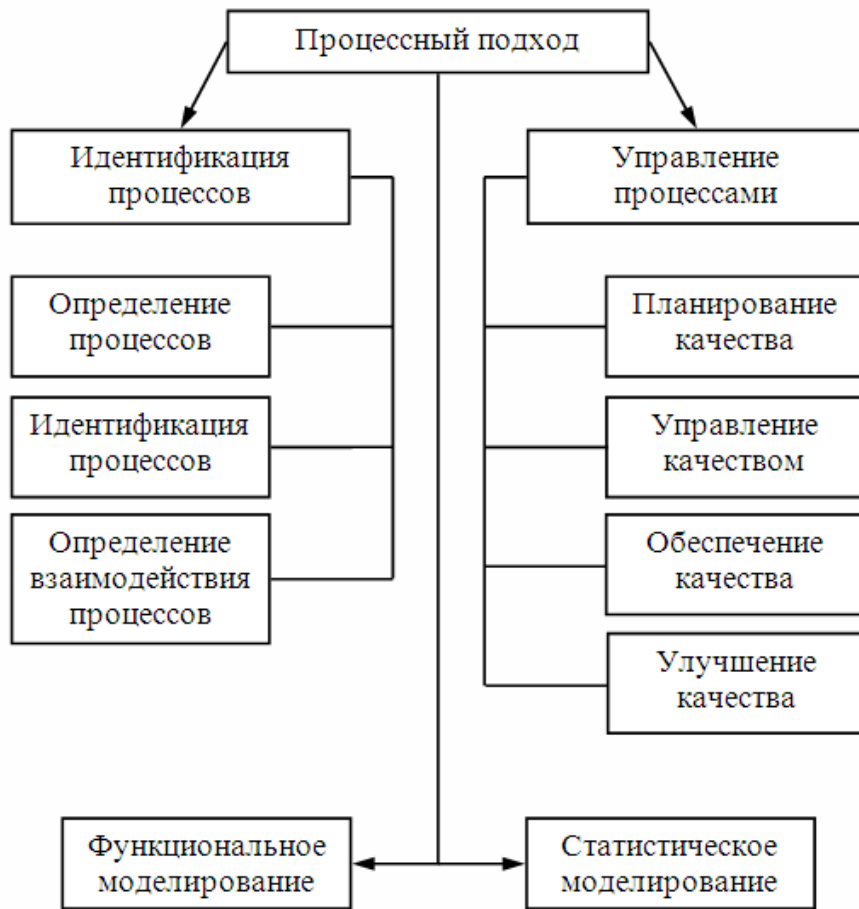 Процессный подход
Идентификация
процессов
Определение
процессов
Идентификация
процессов
Определение
взаимодействия
процессов
Управление
процессами
Планирование
качества
Управление
качеством
Обеспечение
качества
Улучшение
качества
Функциональное
моделирование
Статистическое
моделирование